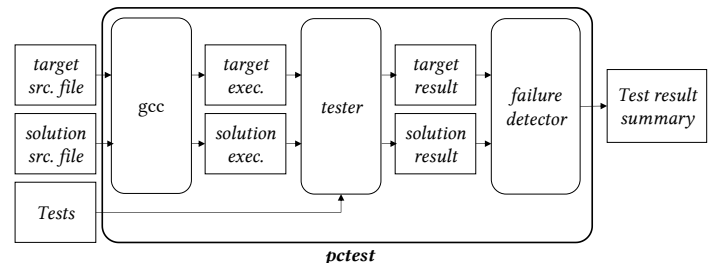 target
src. file
solution
src. file
Tests
gcc
target
exec.
solution
exec.
tester
target
result
solution
result
failure
detector
Test result
summary
pctest